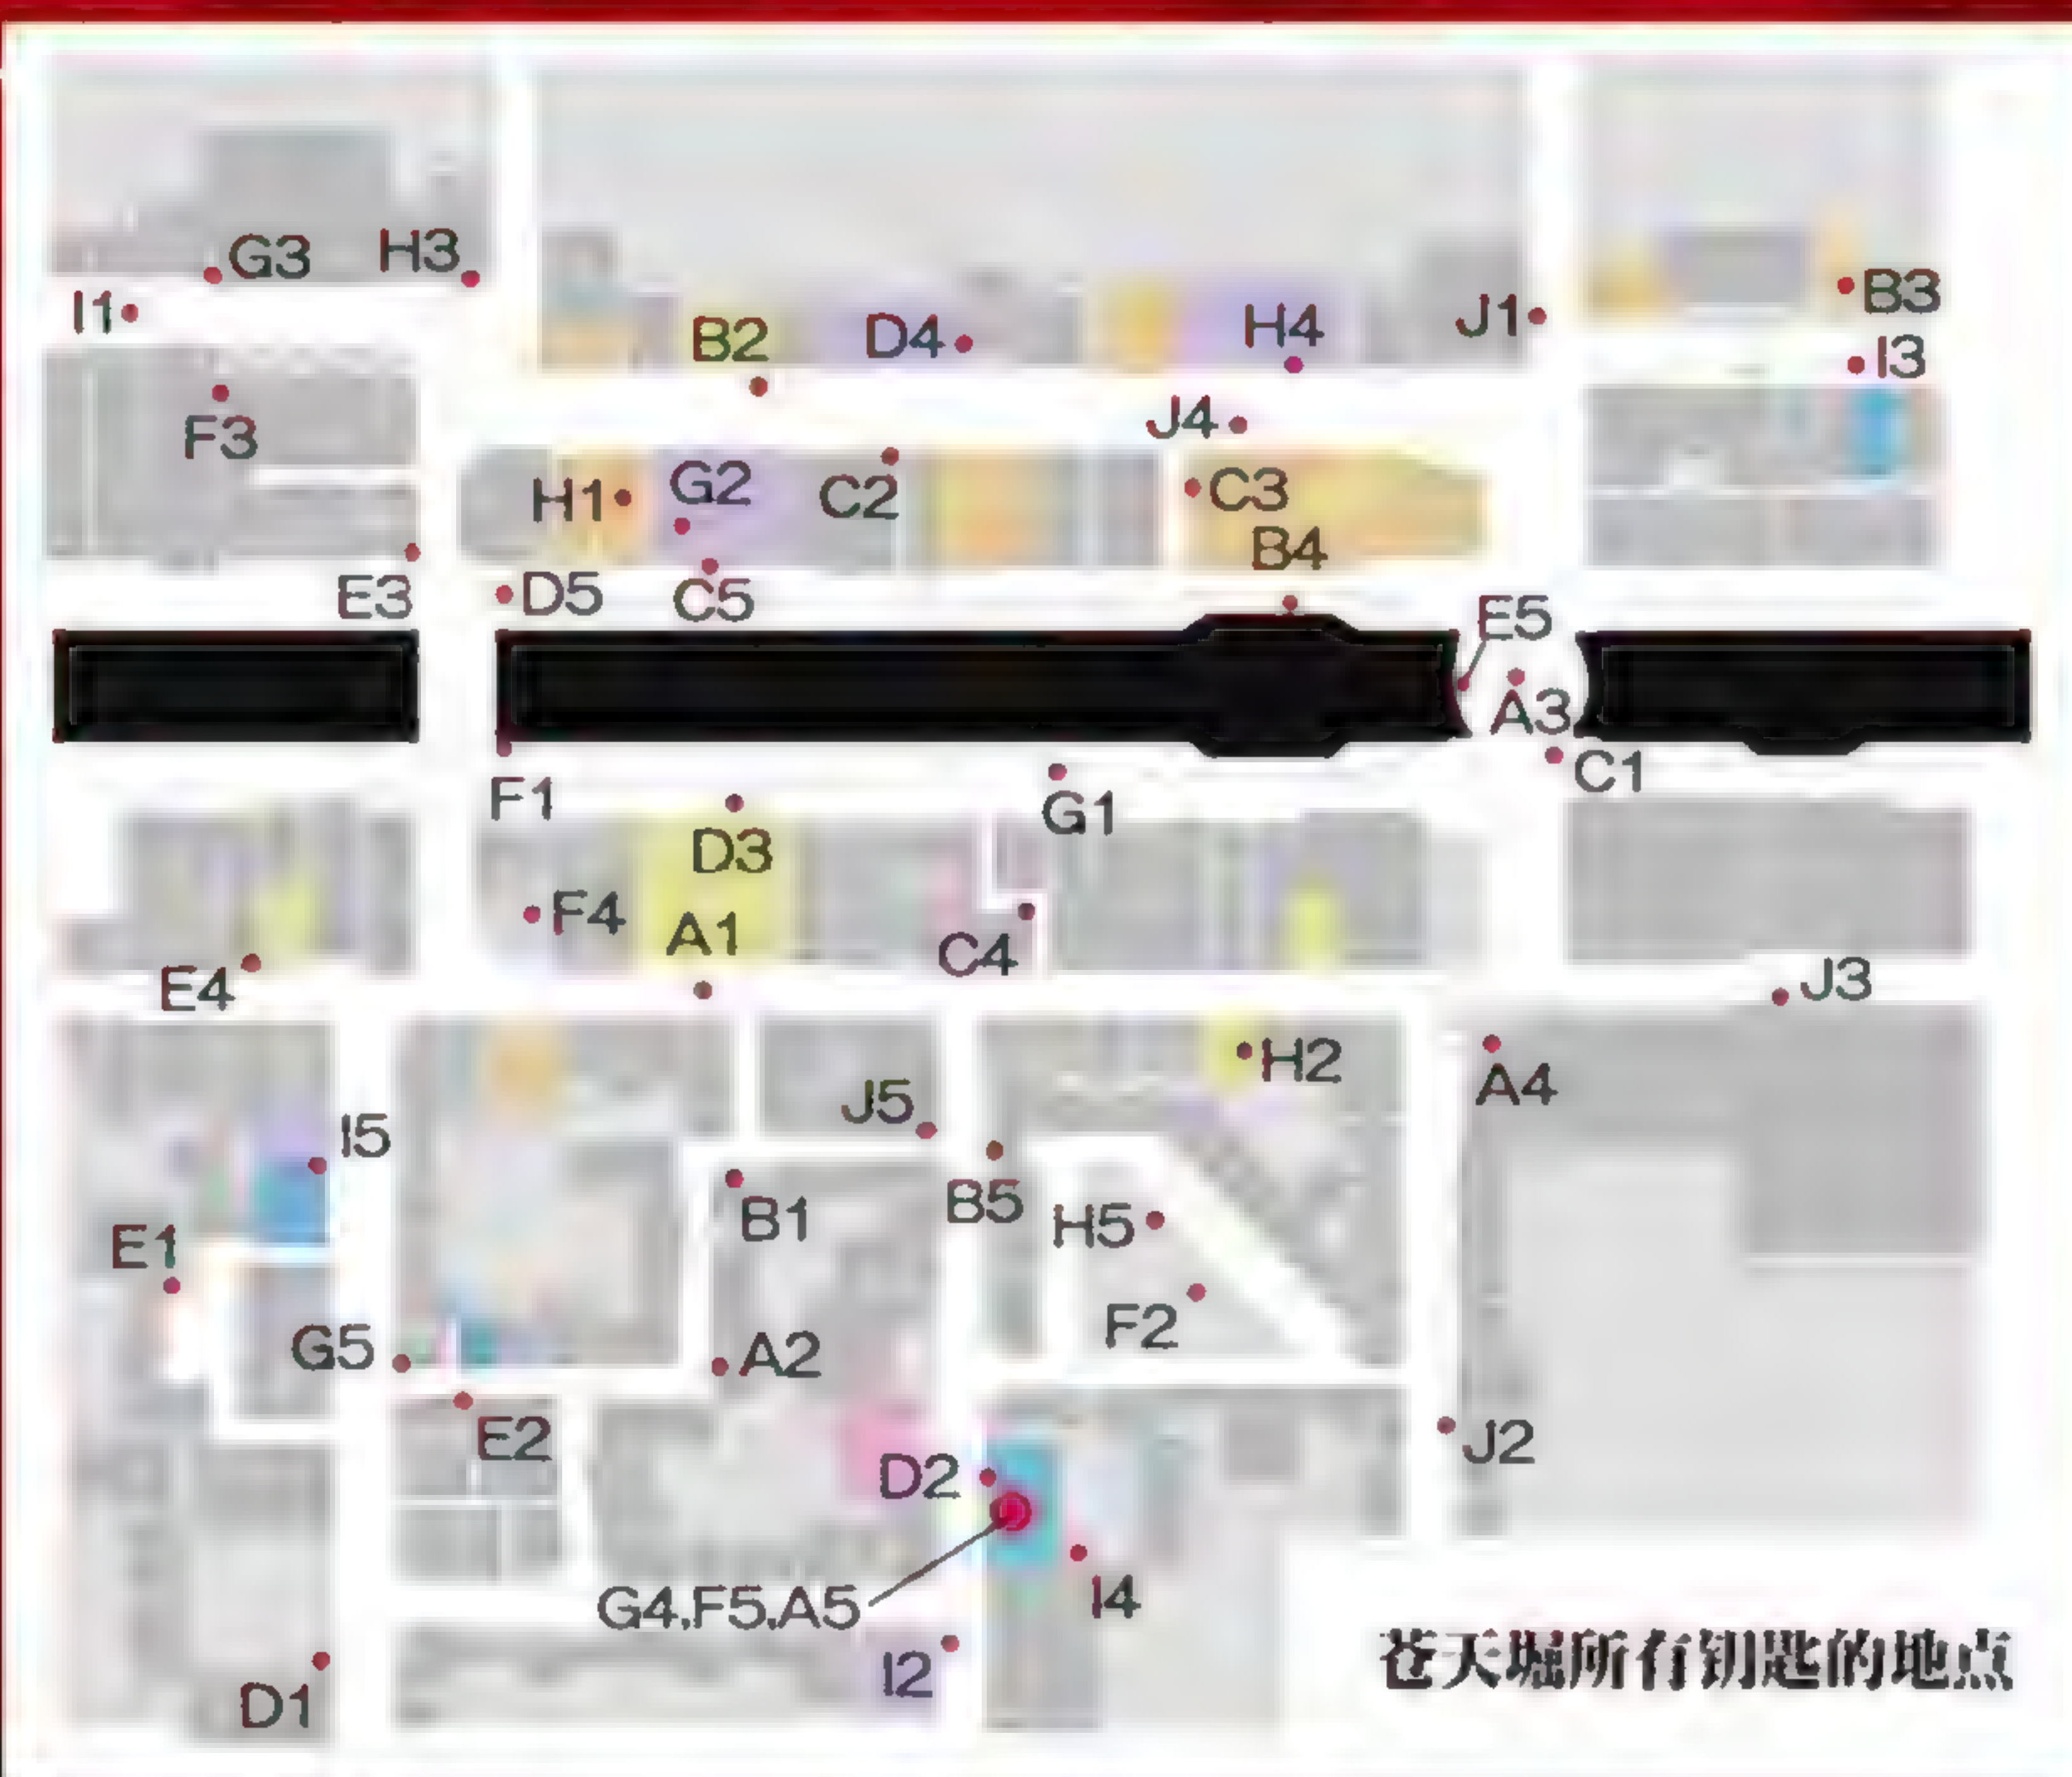 G3
H3
I1
B2
D4
H4
J1
B3
I3
F3
J4
H1
G2
C2
C3
B4
E3
D5
C5
E5
A3
C1
F1
G1
D3
F4
A1
C4
E4
J3
H2
A4
J5
I5
B1
B5
H5
E1
F2
G5
A2
E2
J2
D2
G4,F5,A5
I4
I2
D1
苍天堀所有钥匙的地点